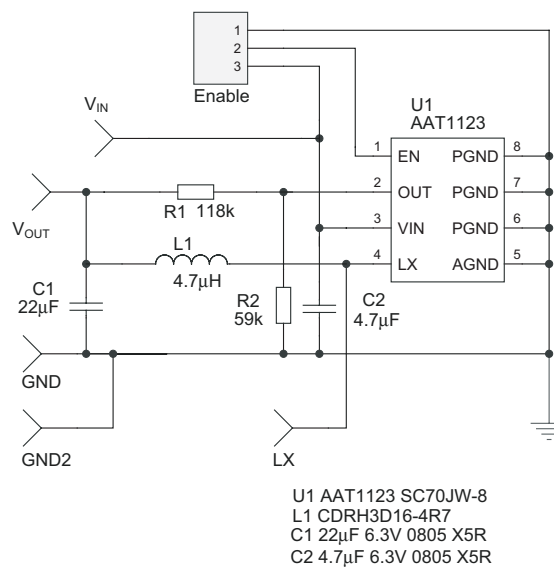 1
2
3
Enable
VIN
U1
AAT1123
1
EN
PGND
8
2
OUT
PGND
7
3
VIN
PGND
6
4
LX
AGND
5
VOUT
R1 118k
L1
4.7μH
C1
22μF
R2
59k
C2
4.7μF
GND
GND2
LX
U1 AAT1123 SC70JW-8
L1 CDRH3D16-4R7
C1 22μF 6.3V 0805 X5R
C2 4.7μF 6.3V 0805 X5R